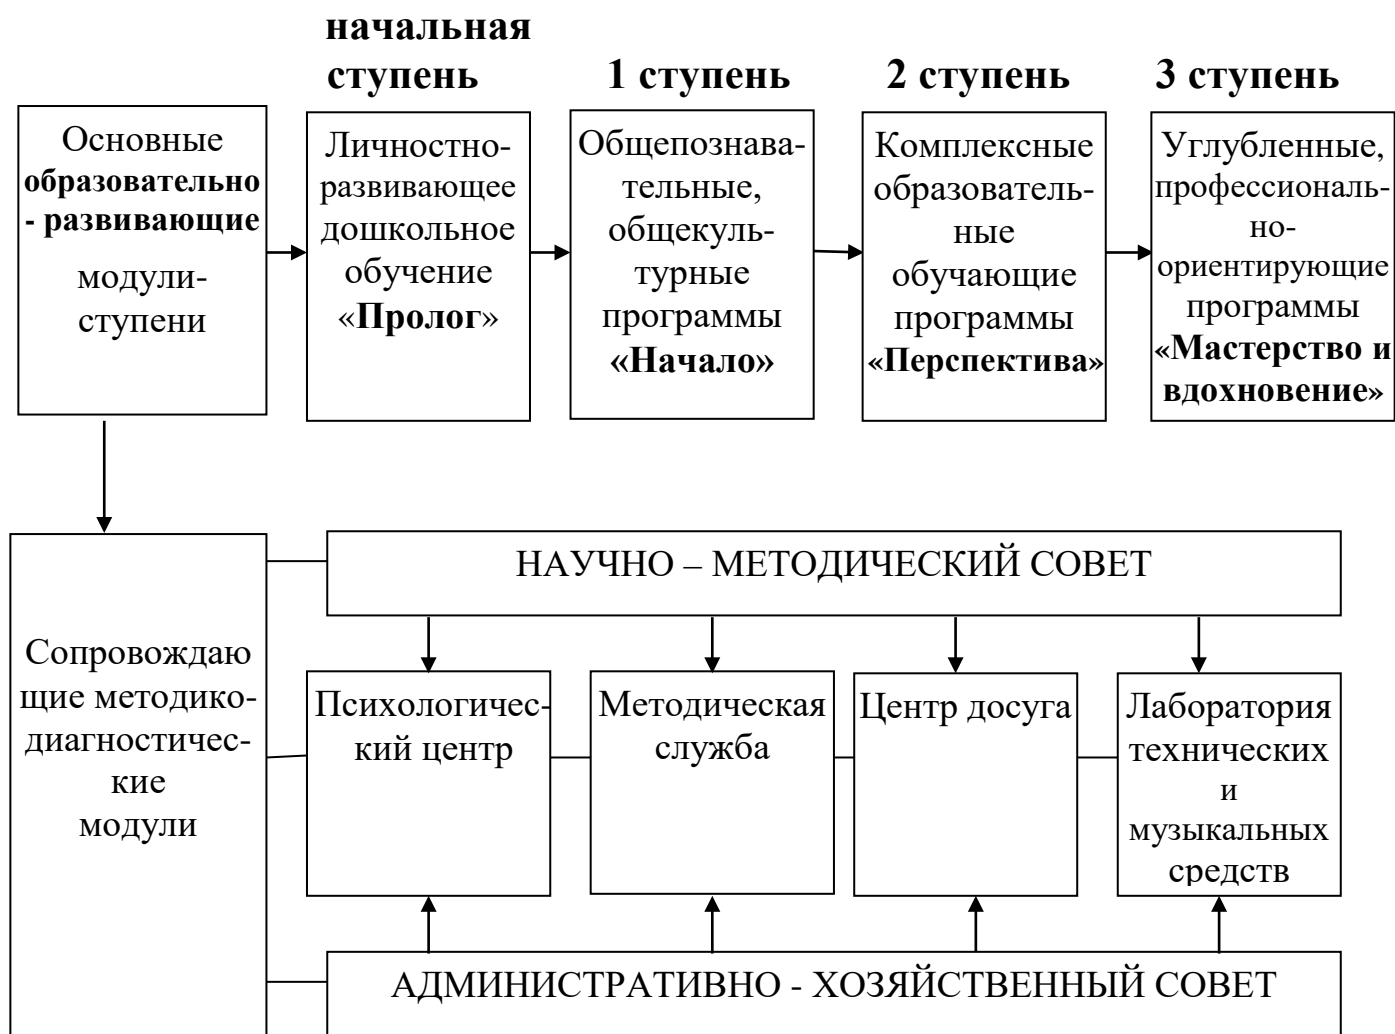 начальная
ступень
1 ступень
2 ступень
3 ступень
Основные
образовательно
- развивающие
модули-
ступени
Личностно-
развивающее
дошкольное
обучение
«Пролог»
Общепознава-
тельные,
общекуль-
турные
программы
«Начало»
Комплексные
образователь-
ные
обучающие
программы
«Перспектива»
Углубленные,
профессиональ-
но-
ориентирующие
программы
«Мастерство и
вдохновение»
Сопровождаю
щие методико-
диагностичес-
кие
модули
НАУЧНО – МЕТОДИЧЕСКИЙ СОВЕТ
Психологичес-
кий центр
Методическая
служба
Центр досуга
Лаборатория
технических
и
музыкальных
средств
АДМИНИСТРАТИВНО - ХОЗЯЙСТВЕННЫЙ СОВЕТ